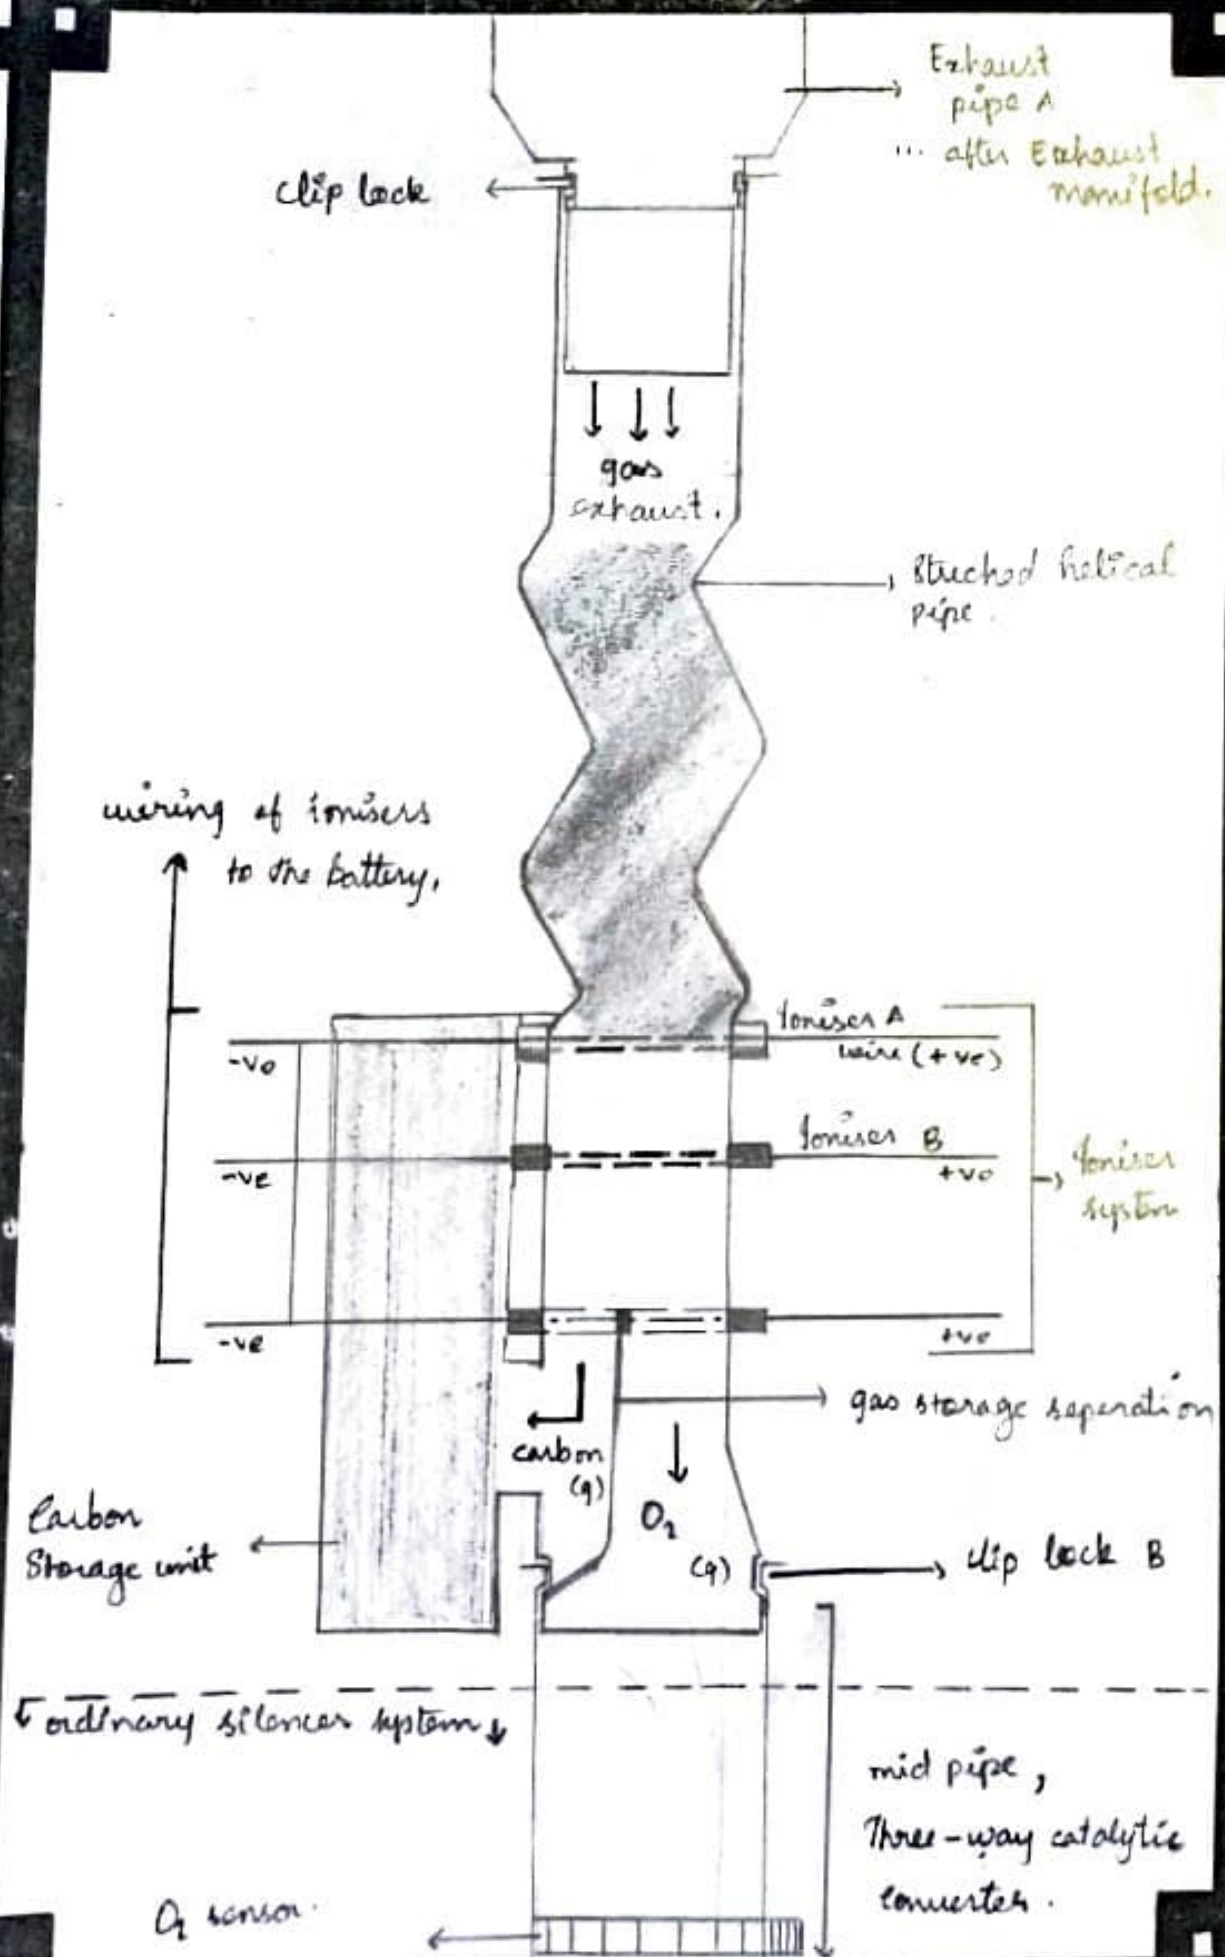 Exhaust
pipe A
... after Exhaust
manifold.
clip lock
gas
exhaust.
helical
pipe.
wiring of ionisers
to the battery,
Ioniser A
wire (+ve)
-ve
Ioniser B
-ve
+ve
Ioniser
system
-ve
+ve
gas storage seperation
carbon
(g)
O2
(g)
Carbon
Storage unit
clip lock B
ordinary silencer system
mid pipe,
Three-way catalytic
converter.
O2 sensor.